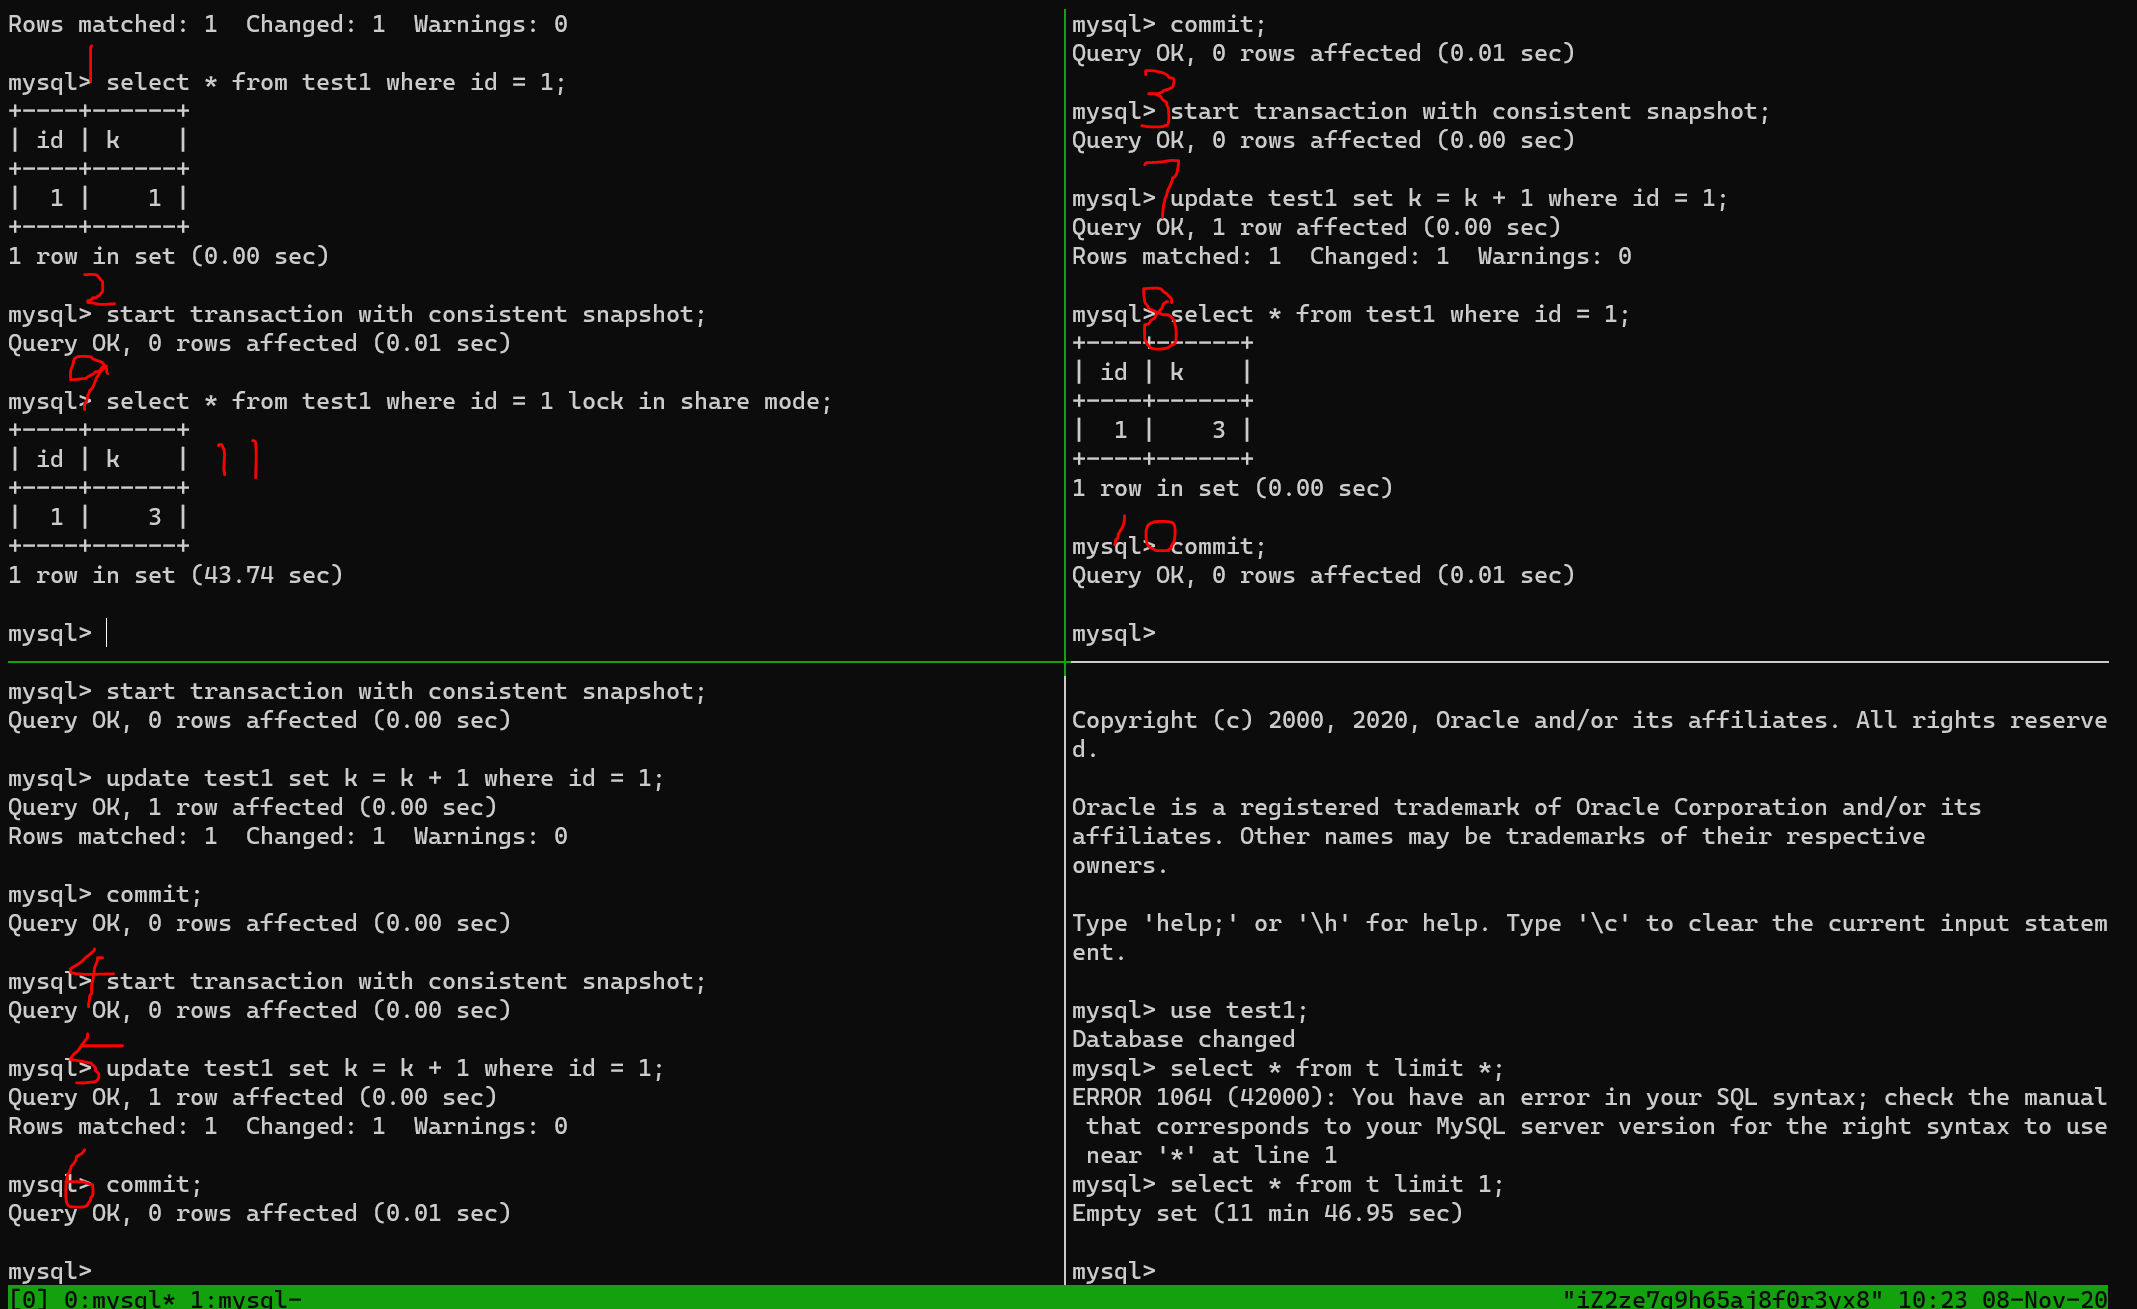 Rows matched: 1  Changed: 1  Warnings: 0
1
mysql> select * from test1 where id = 1;
+----+------+
| id | k    |
+----+------+
|  1 |    1 |
+----+------+
1 row in set (0.00 sec)
2
mysql> start transaction with consistent snapshot;
Query OK, 0 rows affected (0.01 sec)
9
mysql> select * from test1 where id = 1 lock in share mode;
+----+------+
| id | k    | 11
+----+------+
|  1 |    3 |
+----+------+
1 row in set (43.74 sec)
mysql>
mysql> commit;
Query OK, 0 rows affected (0.01 sec)
3
mysql> start transaction with consistent snapshot;
Query OK, 0 rows affected (0.00 sec)
7
mysql> update test1 set k = k + 1 where id = 1;
Query OK, 1 row affected (0.00 sec)
Rows matched: 1  Changed: 1  Warnings: 0
8
mysql> select * from test1 where id = 1;
+----+------+
| id | k    |
+----+------+
|  1 |    3 |
+----+------+
1 row in set (0.00 sec)
10
mysql> commit;
Query OK, 0 rows affected (0.01 sec)
mysql>
mysql> start transaction with consistent snapshot;
Query OK, 0 rows affected (0.00 sec)
mysql> update test1 set k = k + 1 where id = 1;
Query OK, 1 row affected (0.00 sec)
Rows matched: 1  Changed: 1  Warnings: 0
mysql> commit;
Query OK, 0 rows affected (0.00 sec)
4
mysql> start transaction with consistent snapshot;
Query OK, 0 rows affected (0.00 sec)
5
mysql> update test1 set k = k + 1 where id = 1;
Query OK, 1 row affected (0.00 sec)
Rows matched: 1  Changed: 1  Warnings: 0
6
mysql> commit;
Query OK, 0 rows affected (0.01 sec)
mysql>
Copyright (c) 2000, 2020, Oracle and/or its affiliates. All rights reserve
d.
Oracle is a registered trademark of Oracle Corporation and/or its
affiliates. Other names may be trademarks of their respective
owners.
Type 'help;' or '\h' for help. Type '\c' to clear the current input statem
ent.
mysql> use test1;
Database changed
mysql> select * from t limit *;
ERROR 1064 (42000): You have an error in your SQL syntax; check the manual
 that corresponds to your MySQL server version for the right syntax to use
 near '*' at line 1
mysql> select * from t limit 1;
Empty set (11 min 46.95 sec)
mysql>
[0] 0:mysql* 1:mysql- "iZ2ze7q9h65aj8f0r3yx8" 10:23 08-Nov-20